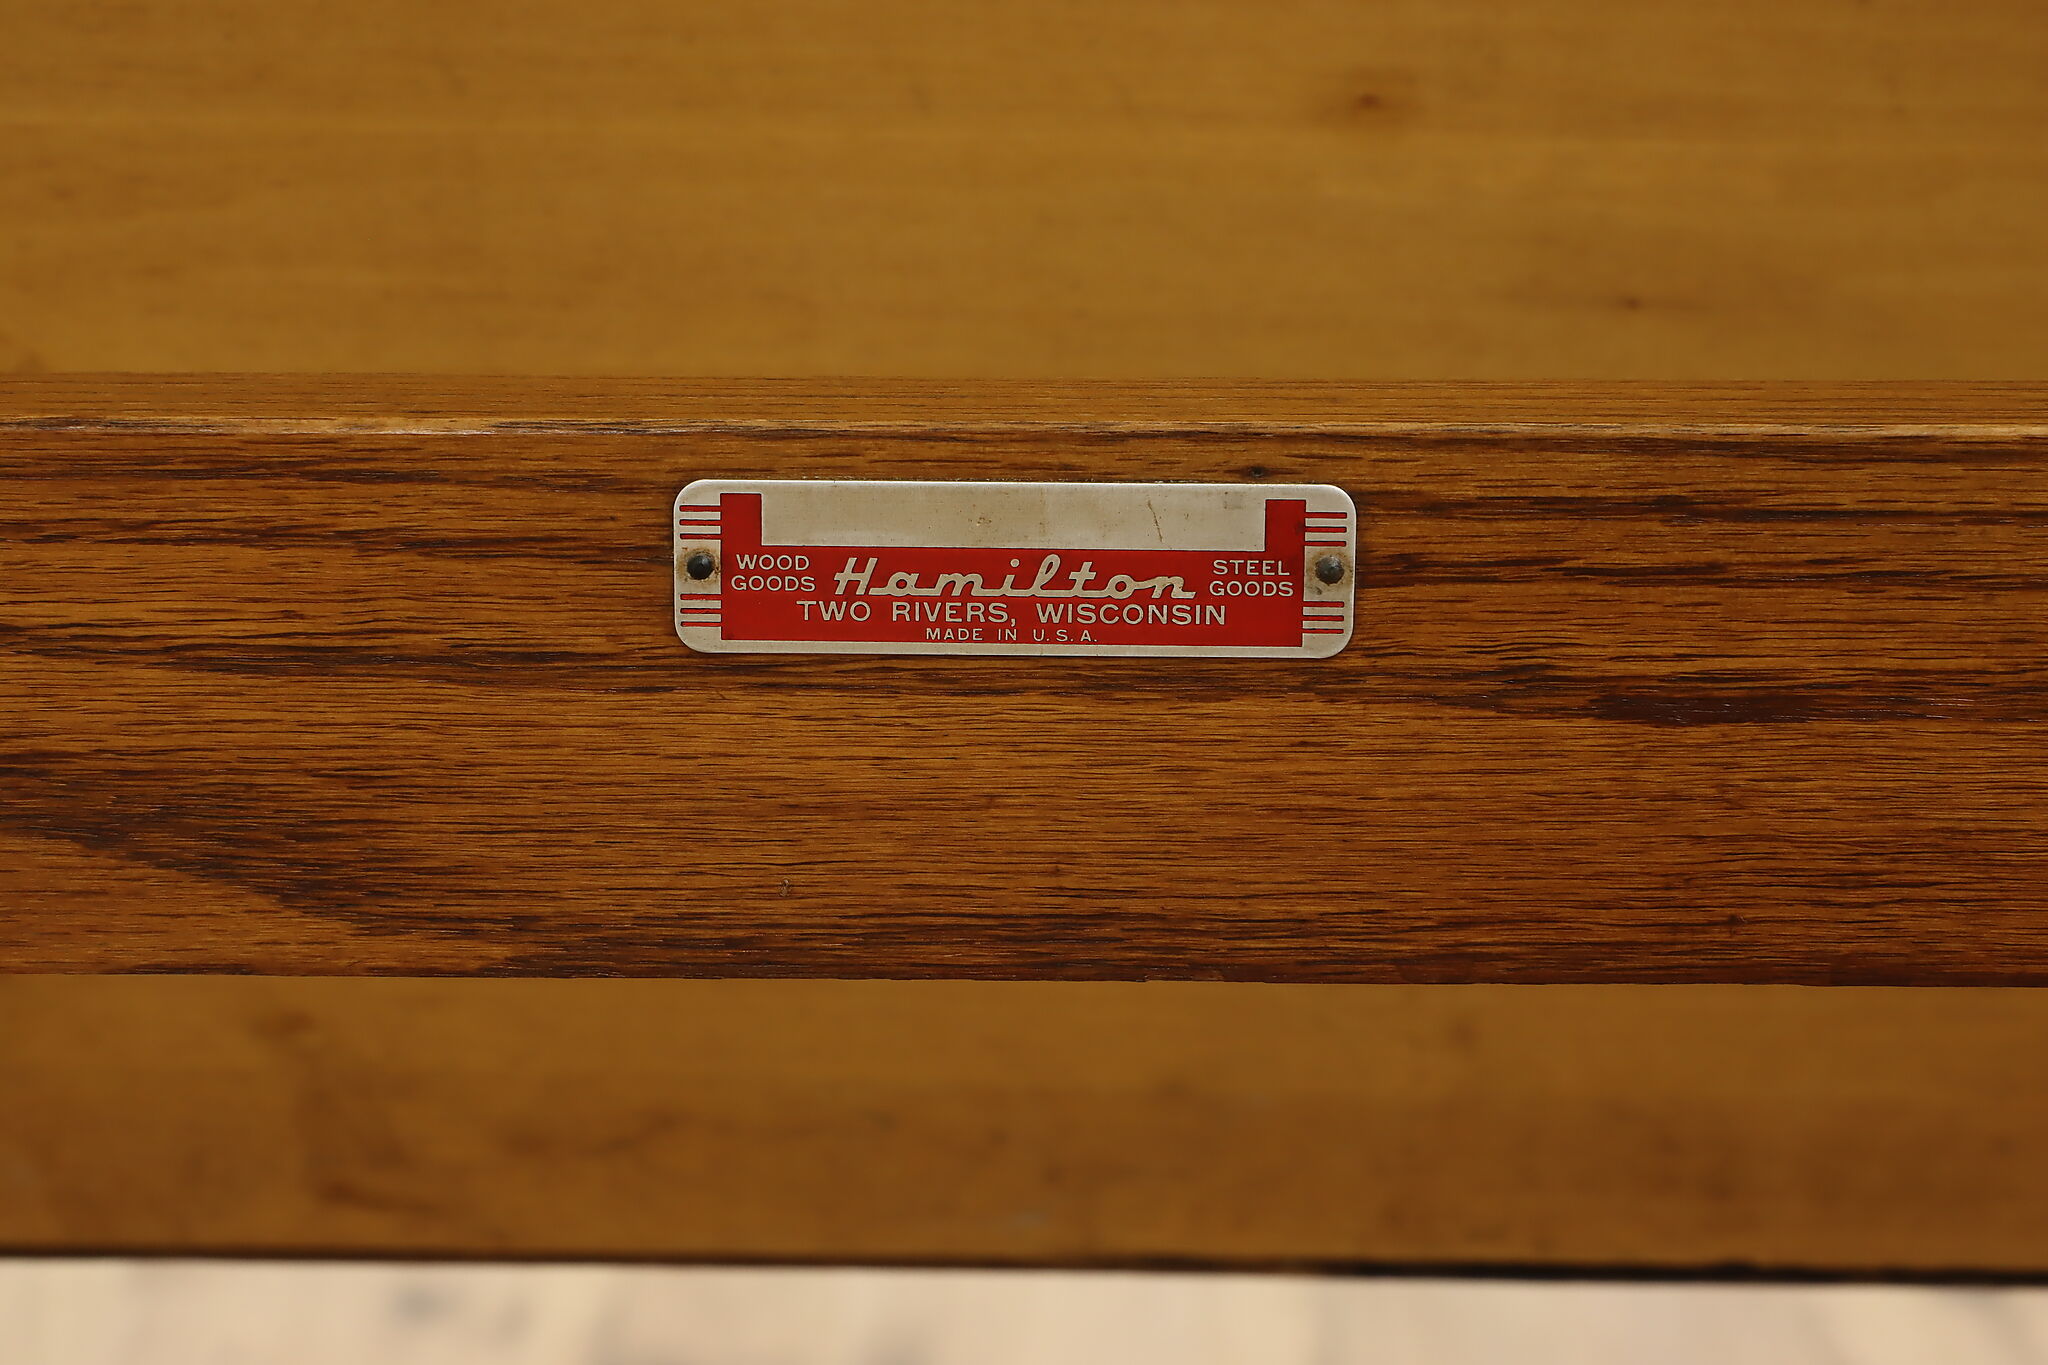 WOOD GOODS
Hamilton
STEEL GOODS
TWO RIVERS, WISCONSIN
MADE IN U.S.A.